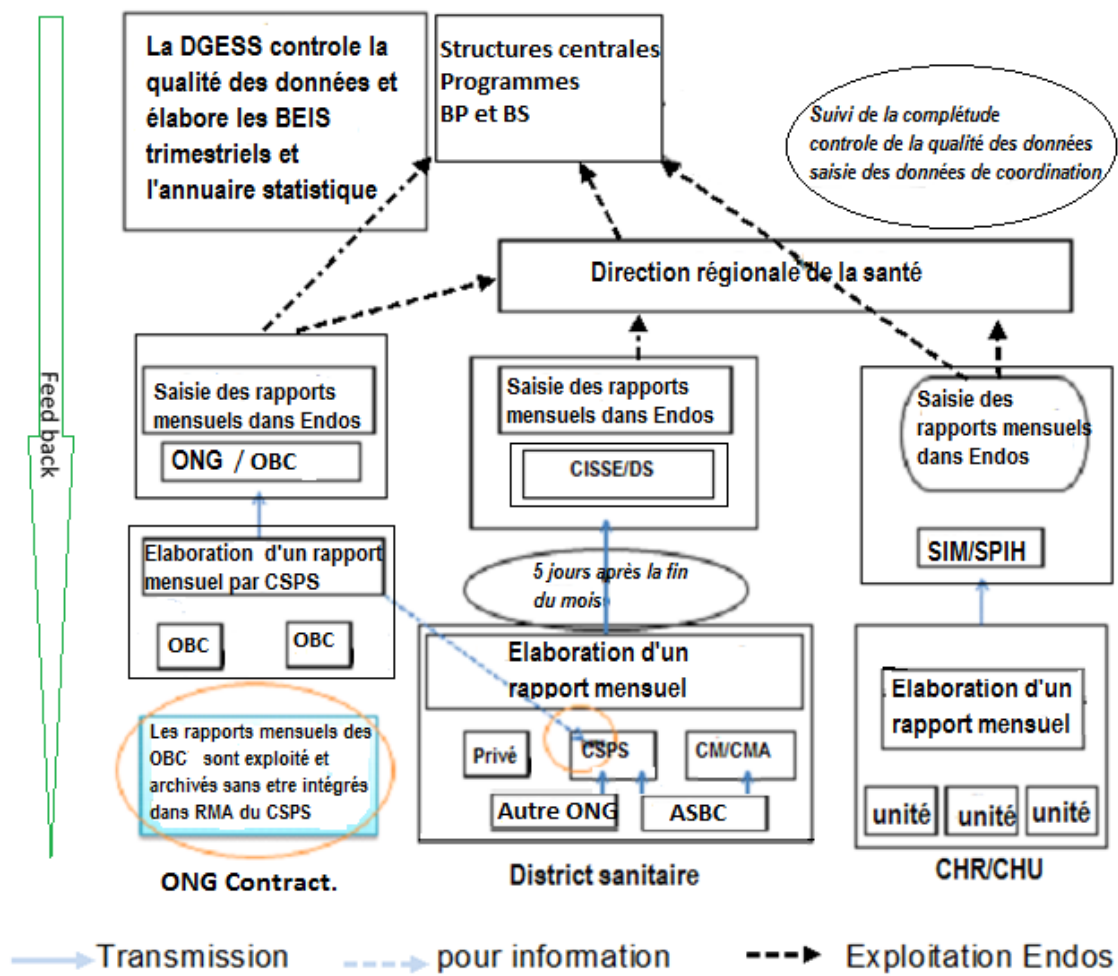 La DGESS controle la
qualité des données et
élabore les BEIS
trimestriels et
l'annuaire statistique
Structures centrales
Programmes
BP et BS
Suivi de la complétude
controle de la qualité des données
saisie des données de coordination
Direction régionale de la santé
Feed back
Saisie des rapports
mensuels dans Endos
ONG / OBC
Saisie des rapports
mensuels dans Endos
CISSE/DS
Saisie des
rapports mensuels
dans Endos
SIM/SPIH
Elaboration d'un rapport
mensuel par CSPS
OBC
OBC
5 jours après la fin
du mois
Elaboration d'un
rapport mensuel
Privé
CSPS
CM/CMA
Autre ONG
ASBC
Elaboration d'un
rapport mensuel
unité
unité
unité
Les rapports mensuels des
OBC sont exploité et
archivés sans etre intégrés
dans RMA du CSPS
ONG Contract.
District sanitaire
CHR/CHU
Transmission
pour information
Exploitation Endos